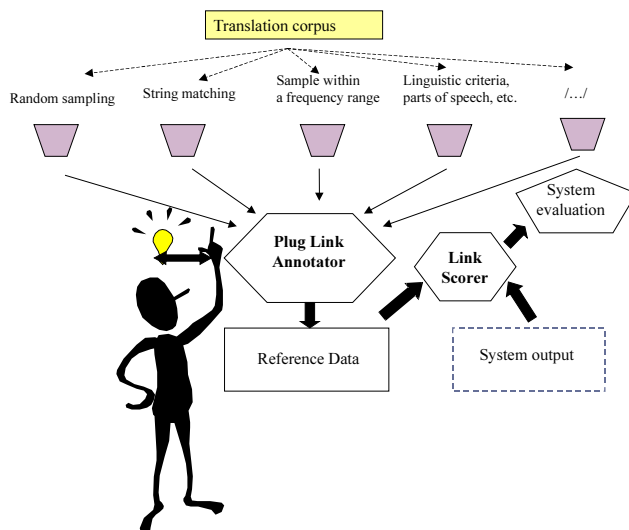 Translation corpus
Random sampling
String matching
Sample within
a frequency range
Linguistic criteria,
parts of speech, etc.
/.../
System
evaluation
Plug Link
Annotator
Link
Scorer
Reference Data
System output